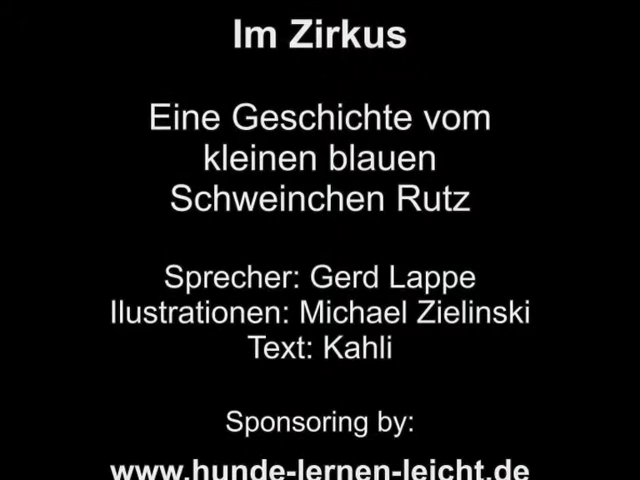 Im Zirkus
Eine Geschichte vom
kleinen blauen
Schweinchen Rutz
Sprecher: Gerd Lappe
Ilustrationen: Michael Zielinski
Text: Kahli
Sponsoring by:
www.hunde-lernen-leicht.de